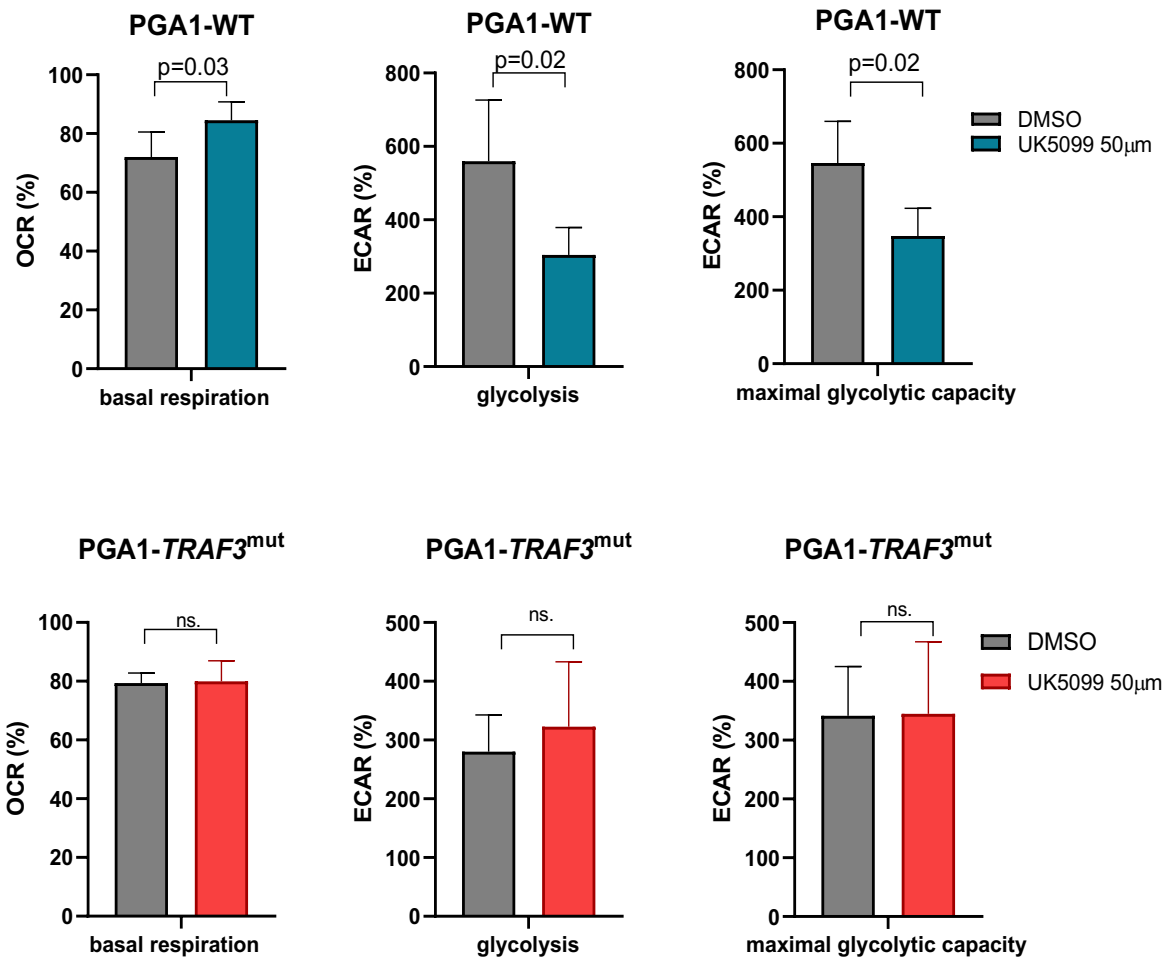 PGA1-WT
p=0.03
100
80
60
40
20
0
OCR (%)
basal respiration
PGA1-WT
p=0.02
800
600
400
200
0
ECAR (%)
glycolysis
PGA1-WT
p=0.02
800
600
400
200
0
ECAR (%)
maximal glycolytic capacity
DMSO
UK5099 50μm
PGA1-TRAF3mut
ns.
100
80
60
40
20
0
OCR (%)
basal respiration
PGA1-TRAF3mut
ns.
500
400
300
200
100
0
ECAR (%)
glycolysis
PGA1-TRAF3mut
ns.
500
400
300
200
100
0
ECAR (%)
maximal glycolytic capacity
DMSO
UK5099 50μm